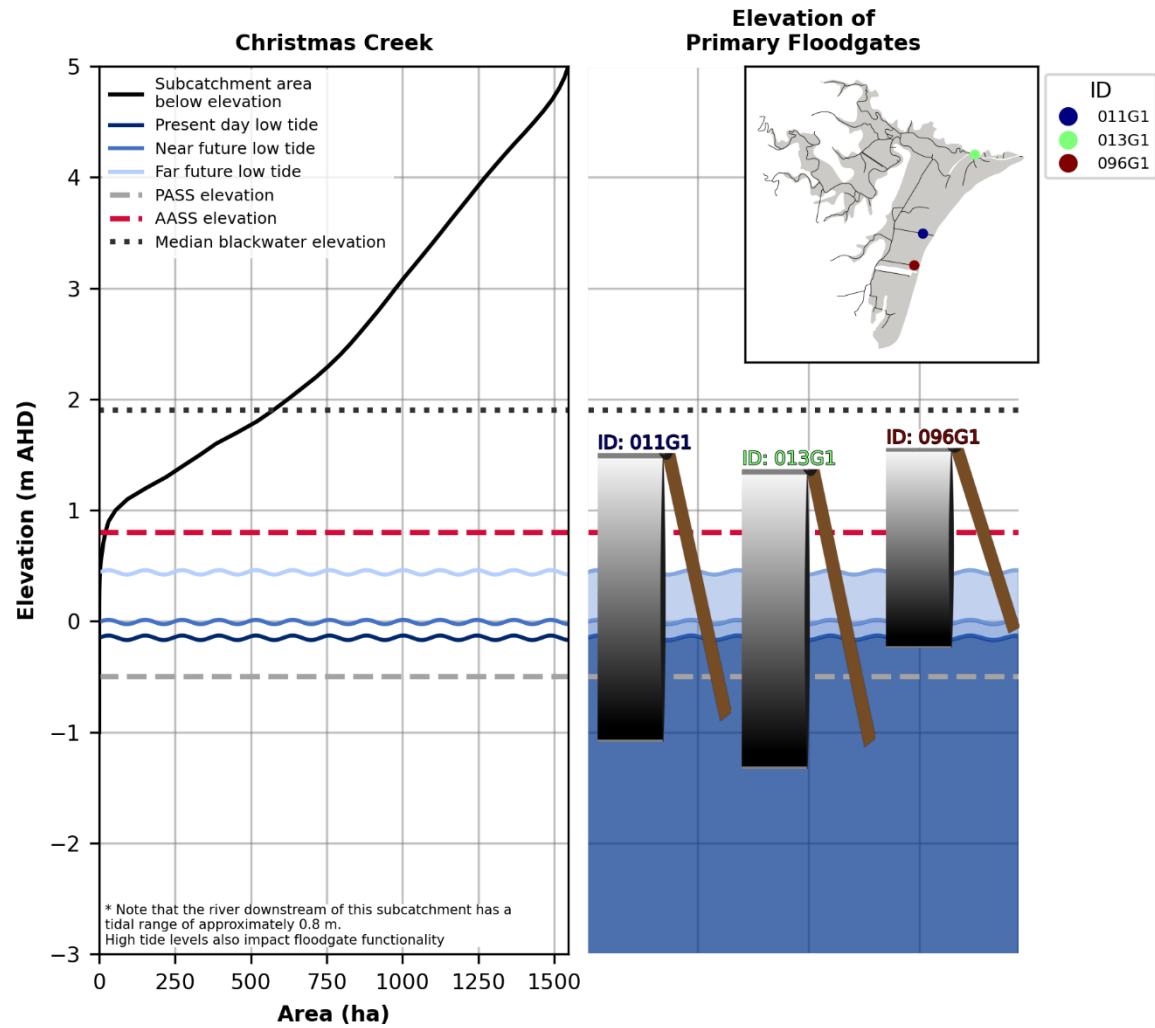 Christmas Creek
Elevation of
Primary Floodgates
Subcatchment area
below elevation
Present day low tide
Near future low tide
Far future low tide
PASS elevation
AASS elevation
Median blackwater elevation
ID
011G1
013G1
096G1
ID: 011G1
ID: 013G1
ID: 096G1
Elevation (m AHD)
5
4
3
2
1
0
−1
−2
−3
* Note that the river downstream of this subcatchment has a
tidal range of approximately 0.8 m.
High tide levels also impact floodgate functionality
0 250 500 750 1000 1250 1500
Area (ha)